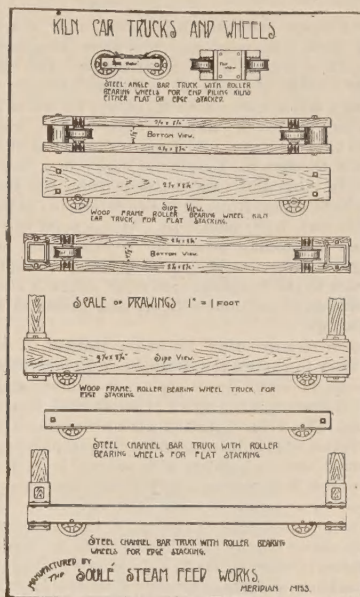 KILN CAR TRUCKS AND WHEELS
STEEL ANGLE BAR TRUCK WITH ROLLER
BEARING WHEELS FOR END PILING KILNS
EITHER FLAT OR EDGE STACKED.
BOTTOM VIEW.
SIDE VIEW.
WOOD FRAME ROLLER BEARING WHEEL KILN
CAR TRUCK, FOR FLAT STACKING.
BOTTOM VIEW
SCALE OF DRAWINGS 1" = 1 FOOT
SIDE VIEW
WOOD FRAME, ROLLER BEARING WHEEL TRUCK FOR
EDGE STACKING
STEEL CHANNEL BAR TRUCK WITH ROLLER
BEARING WHEELS FOR FLAT STACKING
STEEL CHANNEL BAR TRUCK WITH ROLLER BEARING
WHEELS FOR EDGE STACKING.
MANUFACTURED BY
THE SOULÉ STEAM FEED WORKS.
MERIDIAN MISS.